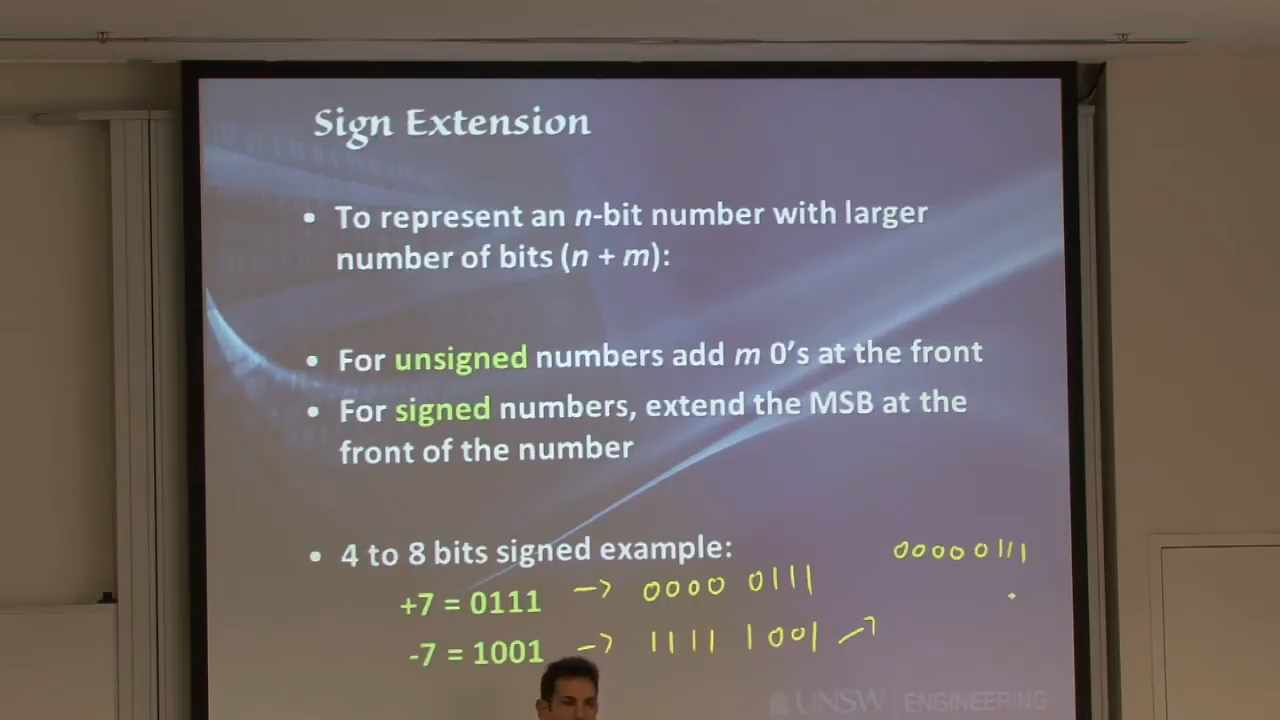 Sign Extension
• To represent an n-bit number with larger
number of bits (n + m):
• For unsigned numbers add m 0's at the front
• For signed numbers, extend the MSB at the
front of the number
• 4 to 8 bits signed example:
00000111
+7 = 0111 → 0000 0111
-7 = 1001 → 1111 1001 →
UNSW | ENGINEERING